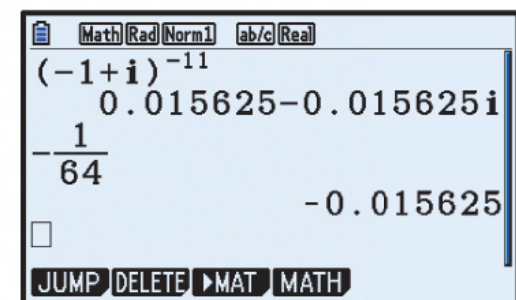 Math Rad Norm1 ab/c Real
(-1+i)^-11
0.015625-0.015625i
-1/64
-0.015625
JUMP DELETE ▶MAT MATH